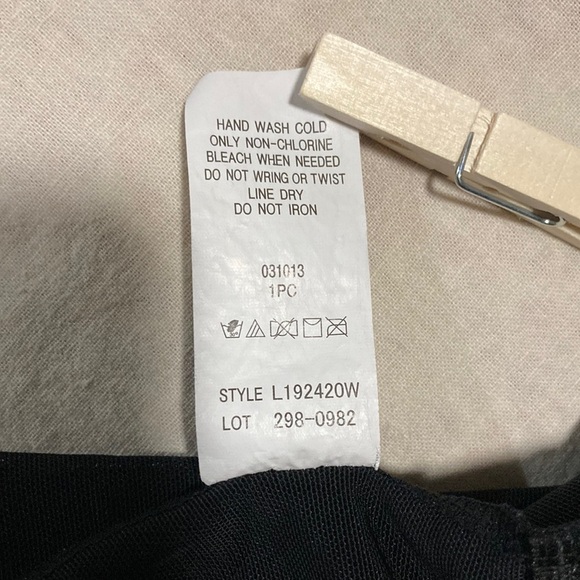 HAND WASH COLD
ONLY NON-CHLORINE
BLEACH WHEN NEEDED
DO NOT WRING OR TWIST
LINE DRY
DO NOT IRON
031013
1PC
STYLE L192420W
LOT 298-0982